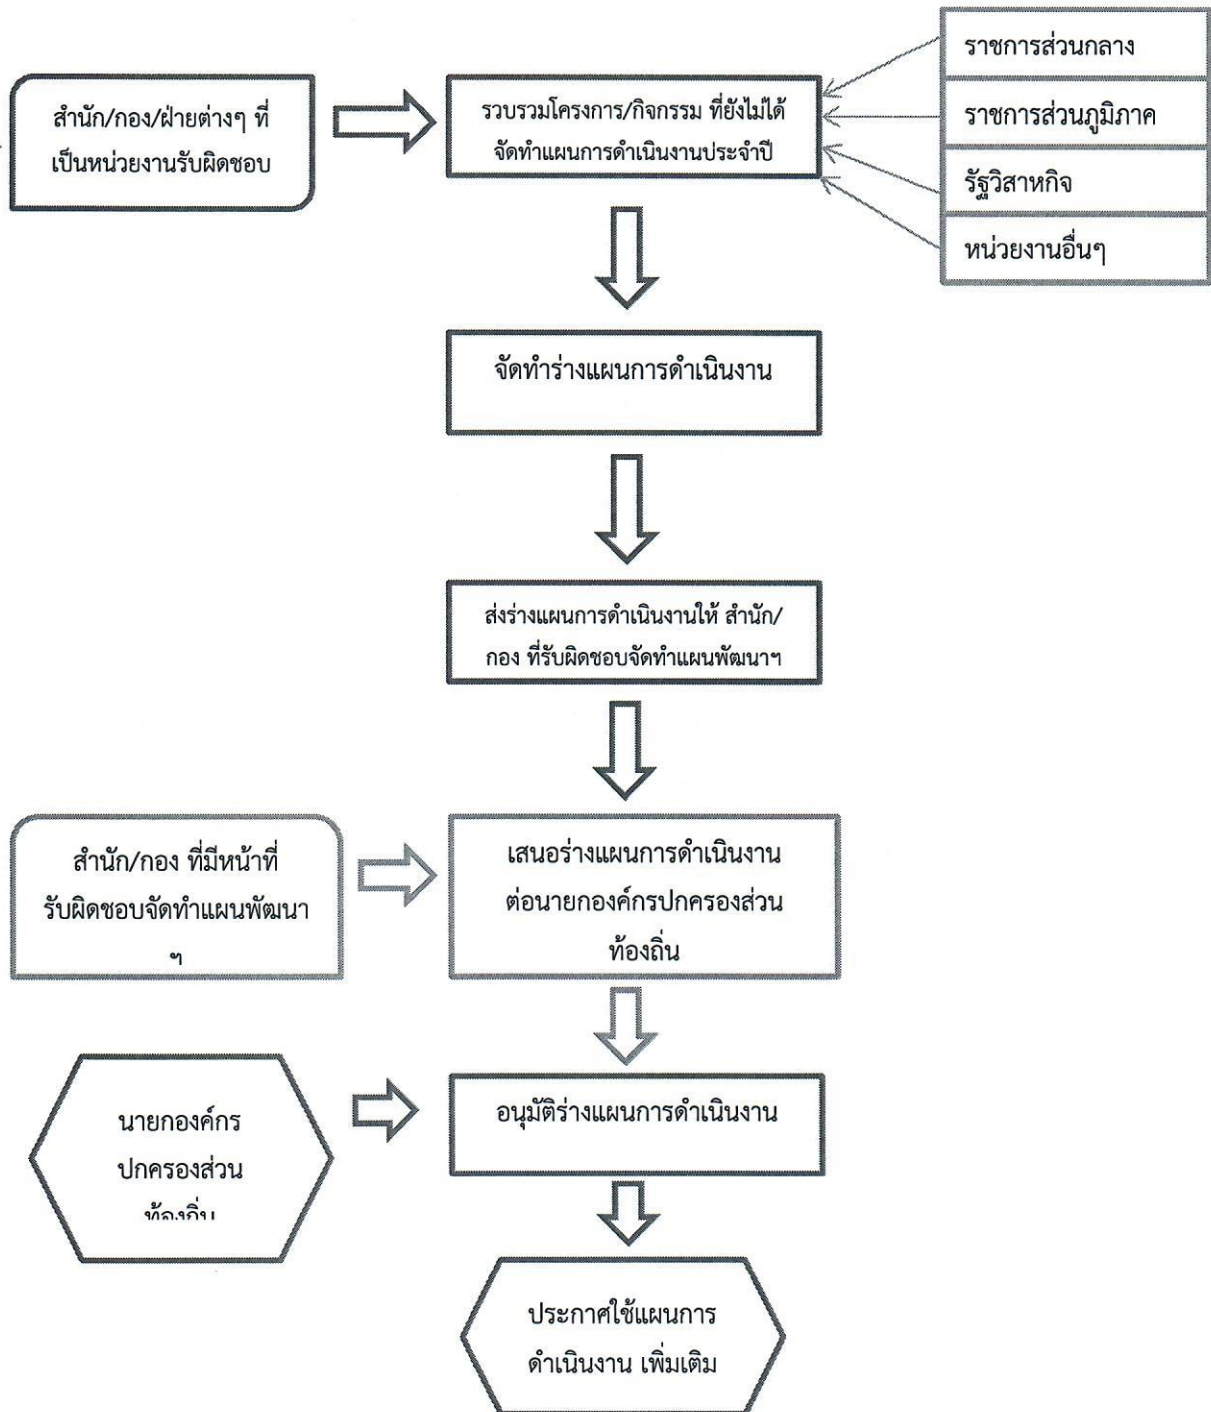 ราชการส่วนกลาง
สำนัก/กอง/ฝ่ายต่างๆ ที่
เป็นหน่วยงานรับผิดชอบ
รวบรวมโครงการ/กิจกรรม ที่ยังไม่ได้
จัดทำแผนการดำเนินงานประจำปี
ราชการส่วนภูมิภาค
รัฐวิสาหกิจ
หน่วยงานอื่นๆ
จัดทำร่างแผนการดำเนินงาน
ส่งร่างแผนการดำเนินงานให้ สำนัก/
กอง ที่รับผิดชอบจัดทำแผนพัฒนาฯ
สำนัก/กอง ที่มีหน้าที่
รับผิดชอบจัดทำแผนพัฒนา
ฯ
เสนอร่างแผนการดำเนินงาน
ต่อนายกองค์กรปกครองส่วน
ท้องถิ่น
นายกองค์กร
ปกครองส่วน
ท้องถิ่น
อนุมัติร่างแผนการดำเนินงาน
ประกาศใช้แผนการ
ดำเนินงาน เพิ่มเติม